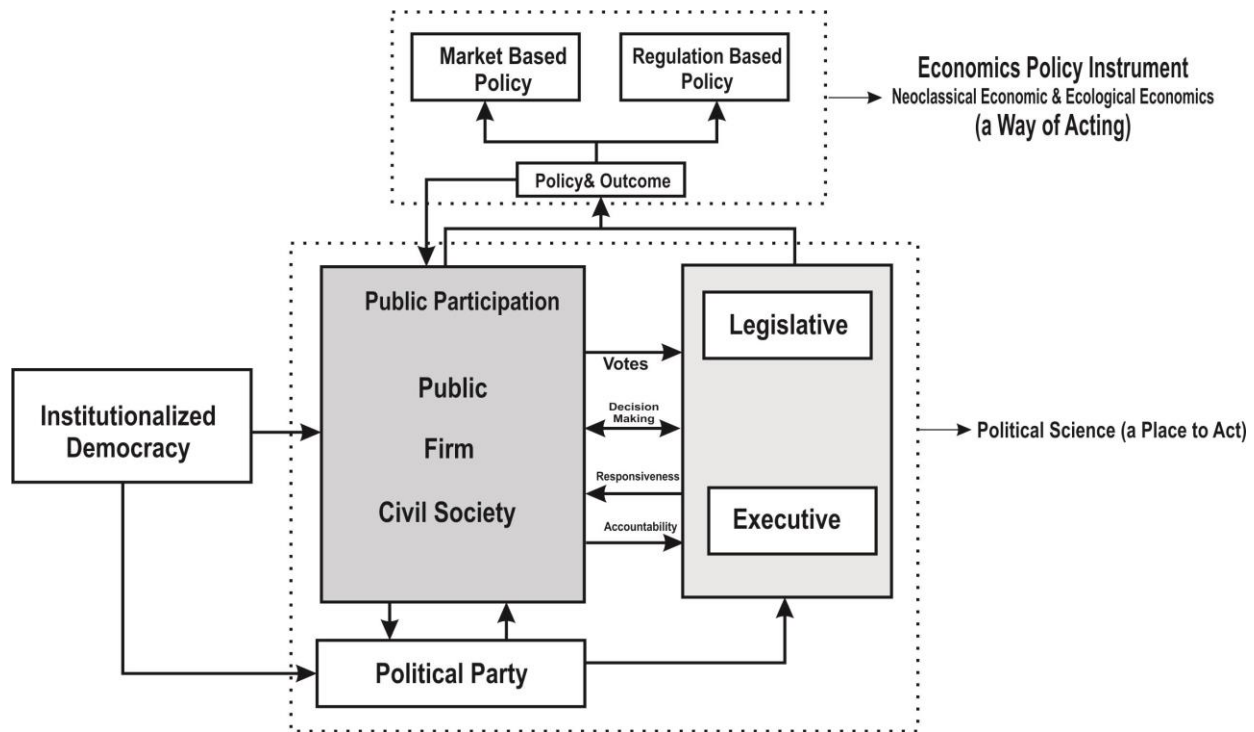 Market Based
Policy
Regulation Based
Policy
Economics Policy Instrument
Neoclassical Economic & Ecological Economics
(a Way of Acting)
Policy& Outcome
Public Participation
Public
Firm
Civil Society
Legislative
Executive
Votes
Decision
Making
Responsiveness
Accountability
Institutionalized
Democracy
Political Science (a Place to Act)
Political Party